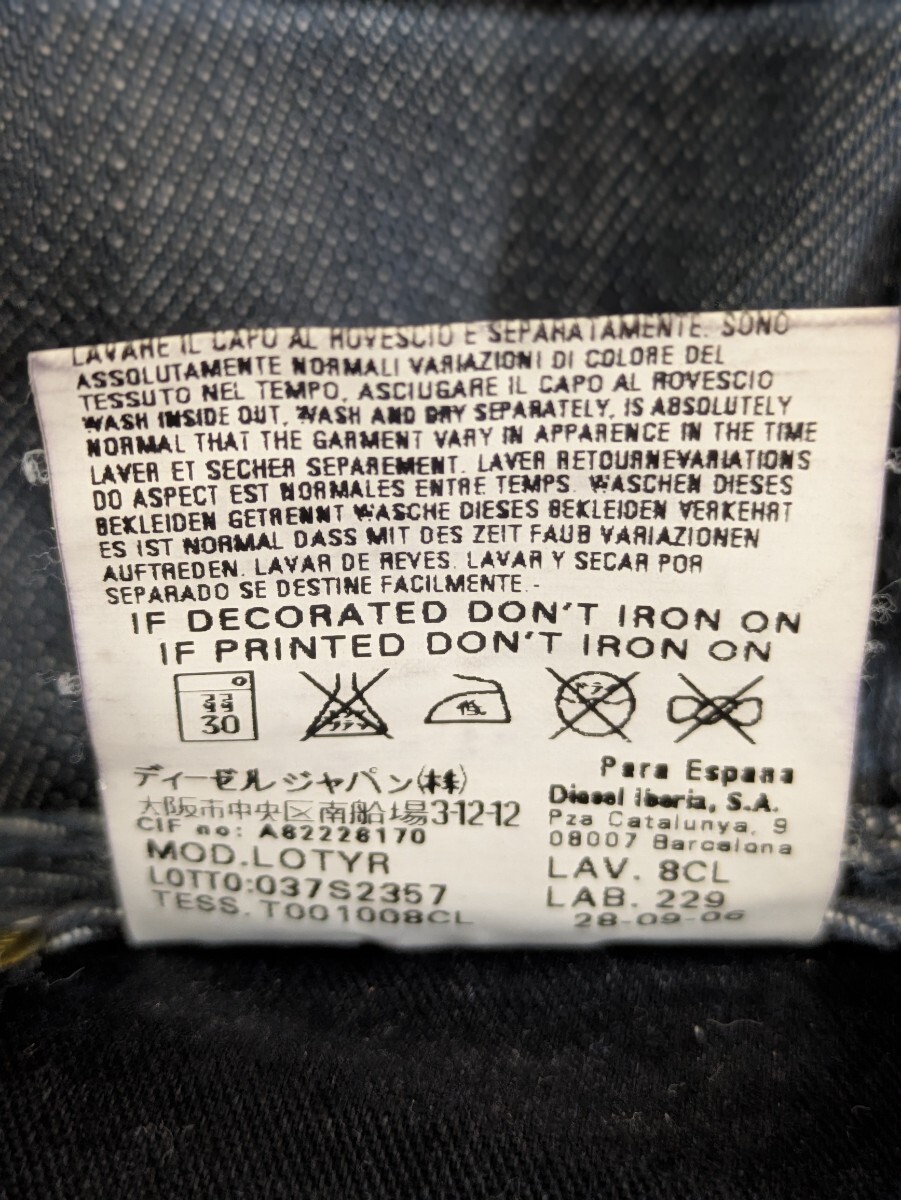 LAVARE IL CAPO AL ROVESCIO E SEPARATAMENTE. SONO
ASSOLUTAMENTE NORMALI VARIAZIONI DI COLORE DEL
TESSUTO NEL TEMPO, ASCIUGARE IL CAPO AL ROVESCIO
WASH INSIDE OUT, WASH AND DRY SEPARATELY, IS ABSOLUTELY
NORMAL THAT THE GARMENT VARY IN APPARENCE IN THE TIME
LAVER ET SECHER SEPAREMENT. LAVER RETOURNEVARIATIONS
DO ASPECT EST NORMALES ENTRE TEMPS. WASCHEN DIESES
BEKLEIDEN GETRENNT WASCHE DIESES BEKLEIDEN VERKEHRT
ES IST NORMAL DASS MIT DES ZEIT FAUB VARIAZIONEN
AUFTREDEN. LAVAR DE REVES. LAVAR Y SECAR POR
SEPARADO SE DESTINE FACILMENTE.-
IF DECORATED DON'T IRON ON
IF PRINTED DON'T IRON ON
30
低
ディーゼルジャパン(株)
大阪市中央区南船場3-12-12
CIF no: A82228170
MOD.LOTYR
LOTTO:037S2357
TESS.T001008CL
Para Espana
Diesel Iberia, S.A.
Pza Catalunya, 9
08007 Barcelona
LAV. 8CL
LAB. 229
28-09-06